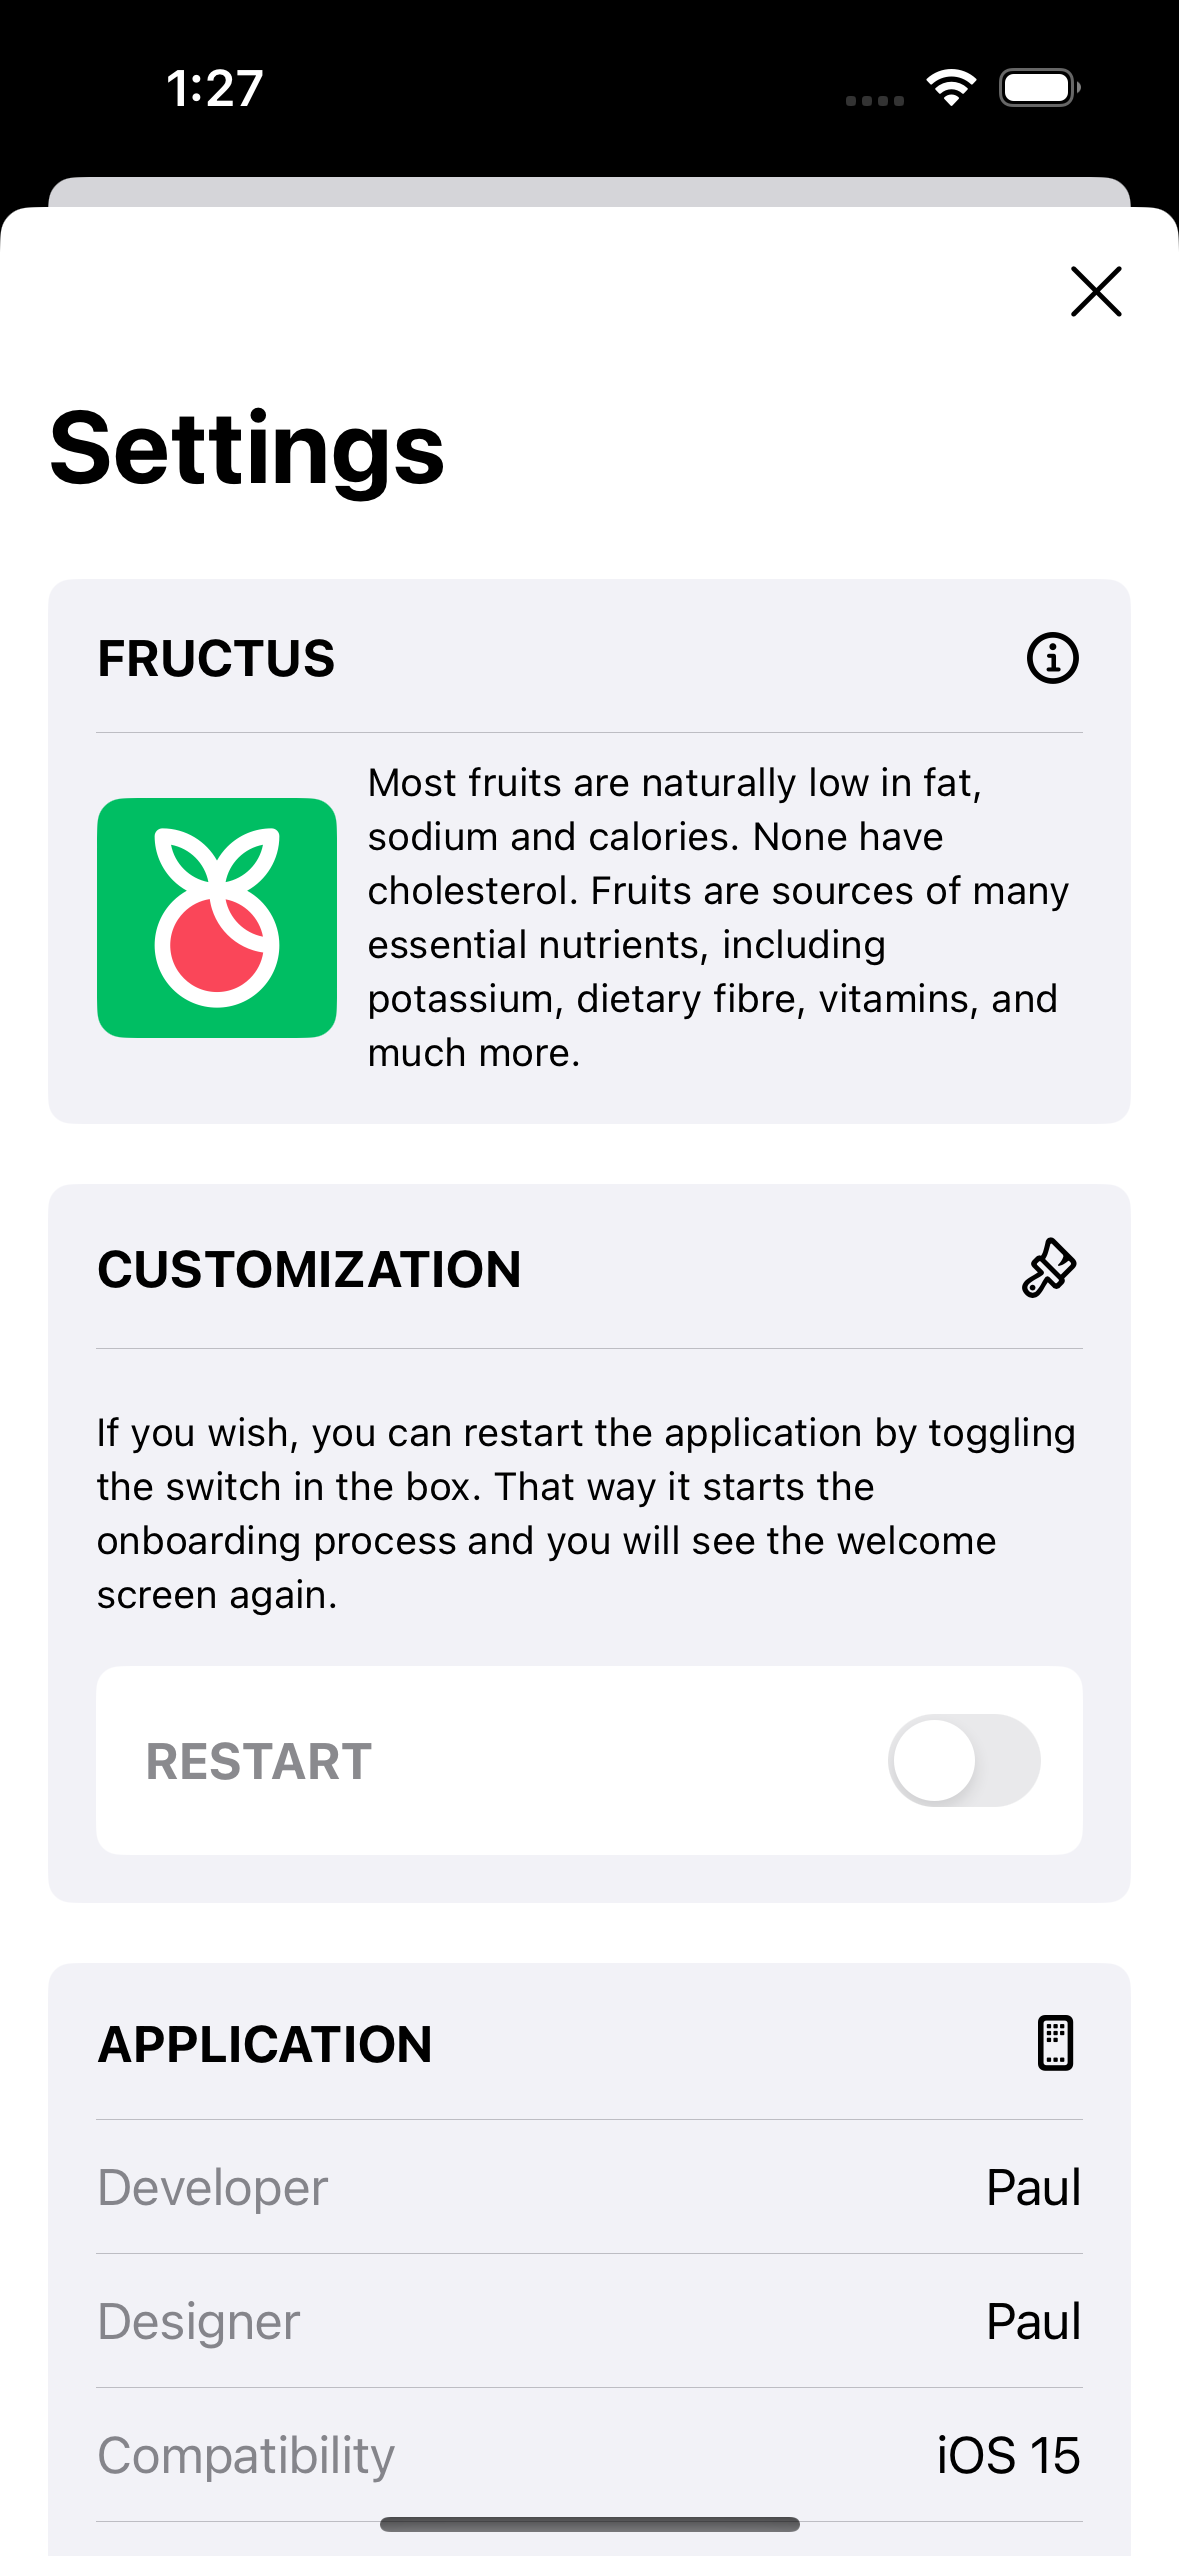 1:27
Settings
FRUCTUS
Most fruits are naturally low in fat,
sodium and calories. None have
cholesterol. Fruits are sources of many
essential nutrients, including
potassium, dietary fibre, vitamins, and
much more.
CUSTOMIZATION
If you wish, you can restart the application by toggling
the switch in the box. That way it starts the
onboarding process and you will see the welcome
screen again.
RESTART
APPLICATION
Developer Paul
Designer Paul
Compatibility iOS 15